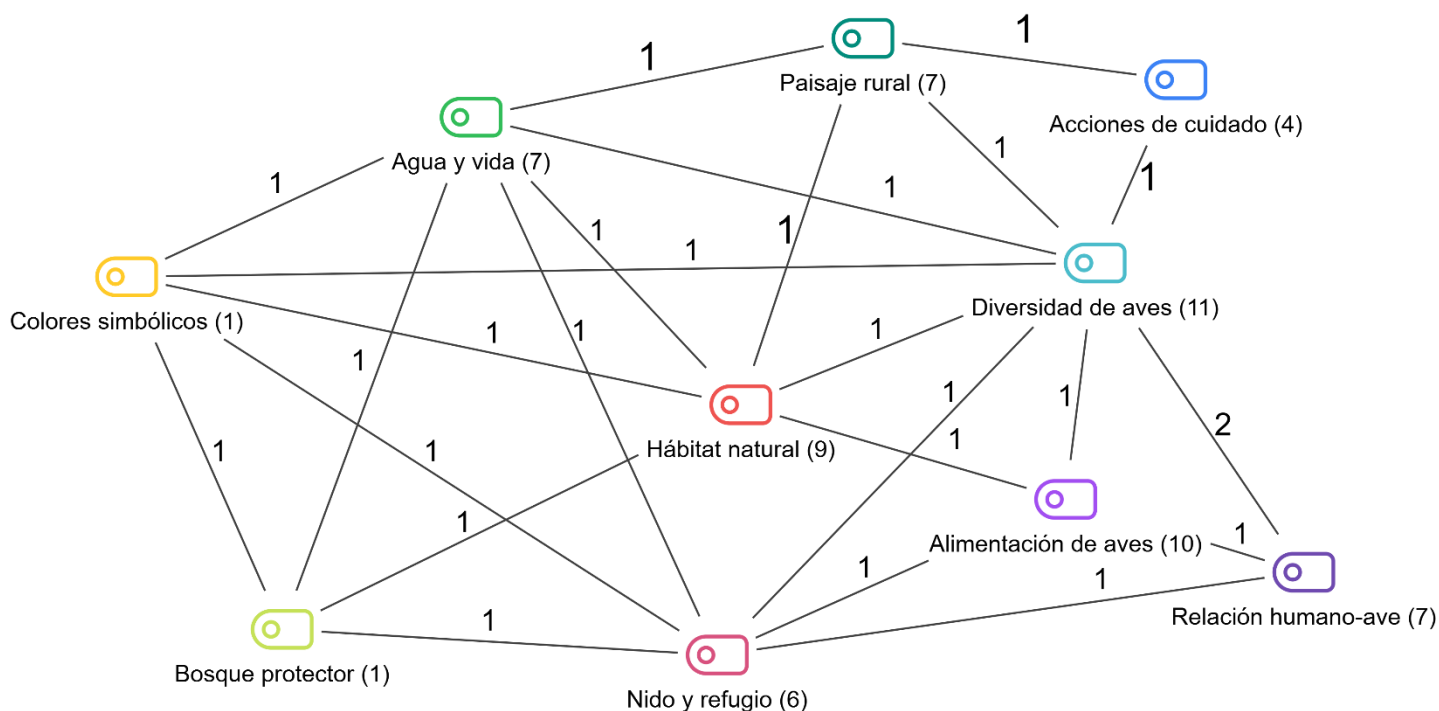 1
1
Paisaje rural (7)
Acciones de cuidado (4)
Agua y vida (7)
1
1
1
1
1
1
1
1
Colores simbólicos (1)
Diversidad de aves (11)
1
1
1
1
1
1
2
1
1
Hábitat natural (9)
1
1
1
Alimentación de aves (10)
1
1
1
Relación humano-ave (7)
1
Bosque protector (1)
Nido y refugio (6)